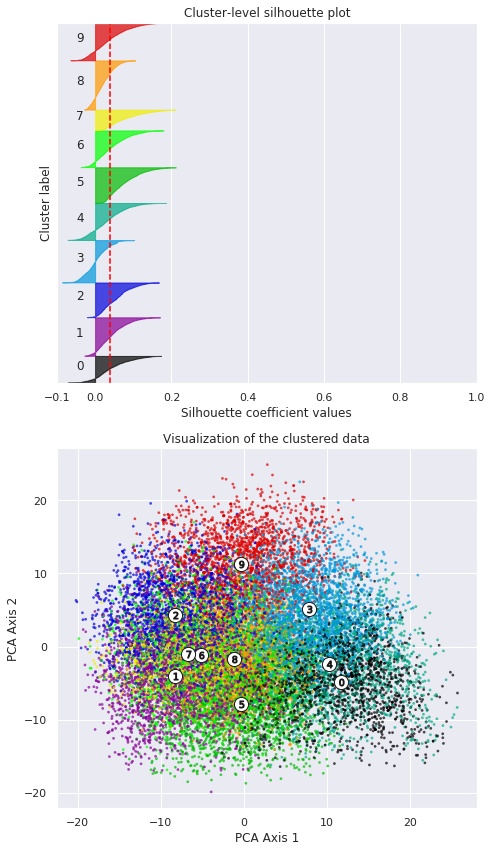 Cluster-level silhouette plot
Cluster label
9
8
7
6
5
4
3
2
1
0
−0.1 0.0 0.2 0.4 0.6 0.8 1.0
Silhouette coefficient values
Visualization of the clustered data
PCA Axis 2
20
10
0
−10
−20
9
3
2
7 6 8
4
1 0
5
−20 −10 0 10 20
PCA Axis 1